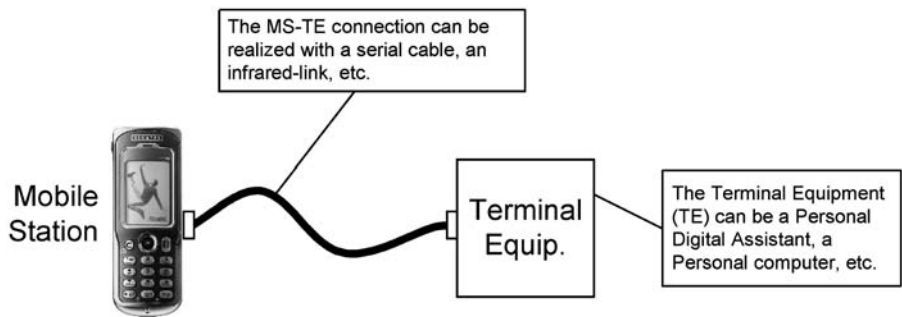 The MS-TE connection can be
realized with a serial cable, an
infrared-link, etc.
Mobile
Station
Terminal
Equip.
The Terminal Equipment
(TE) can be a Personal
Digital Assistant, a
Personal computer, etc.